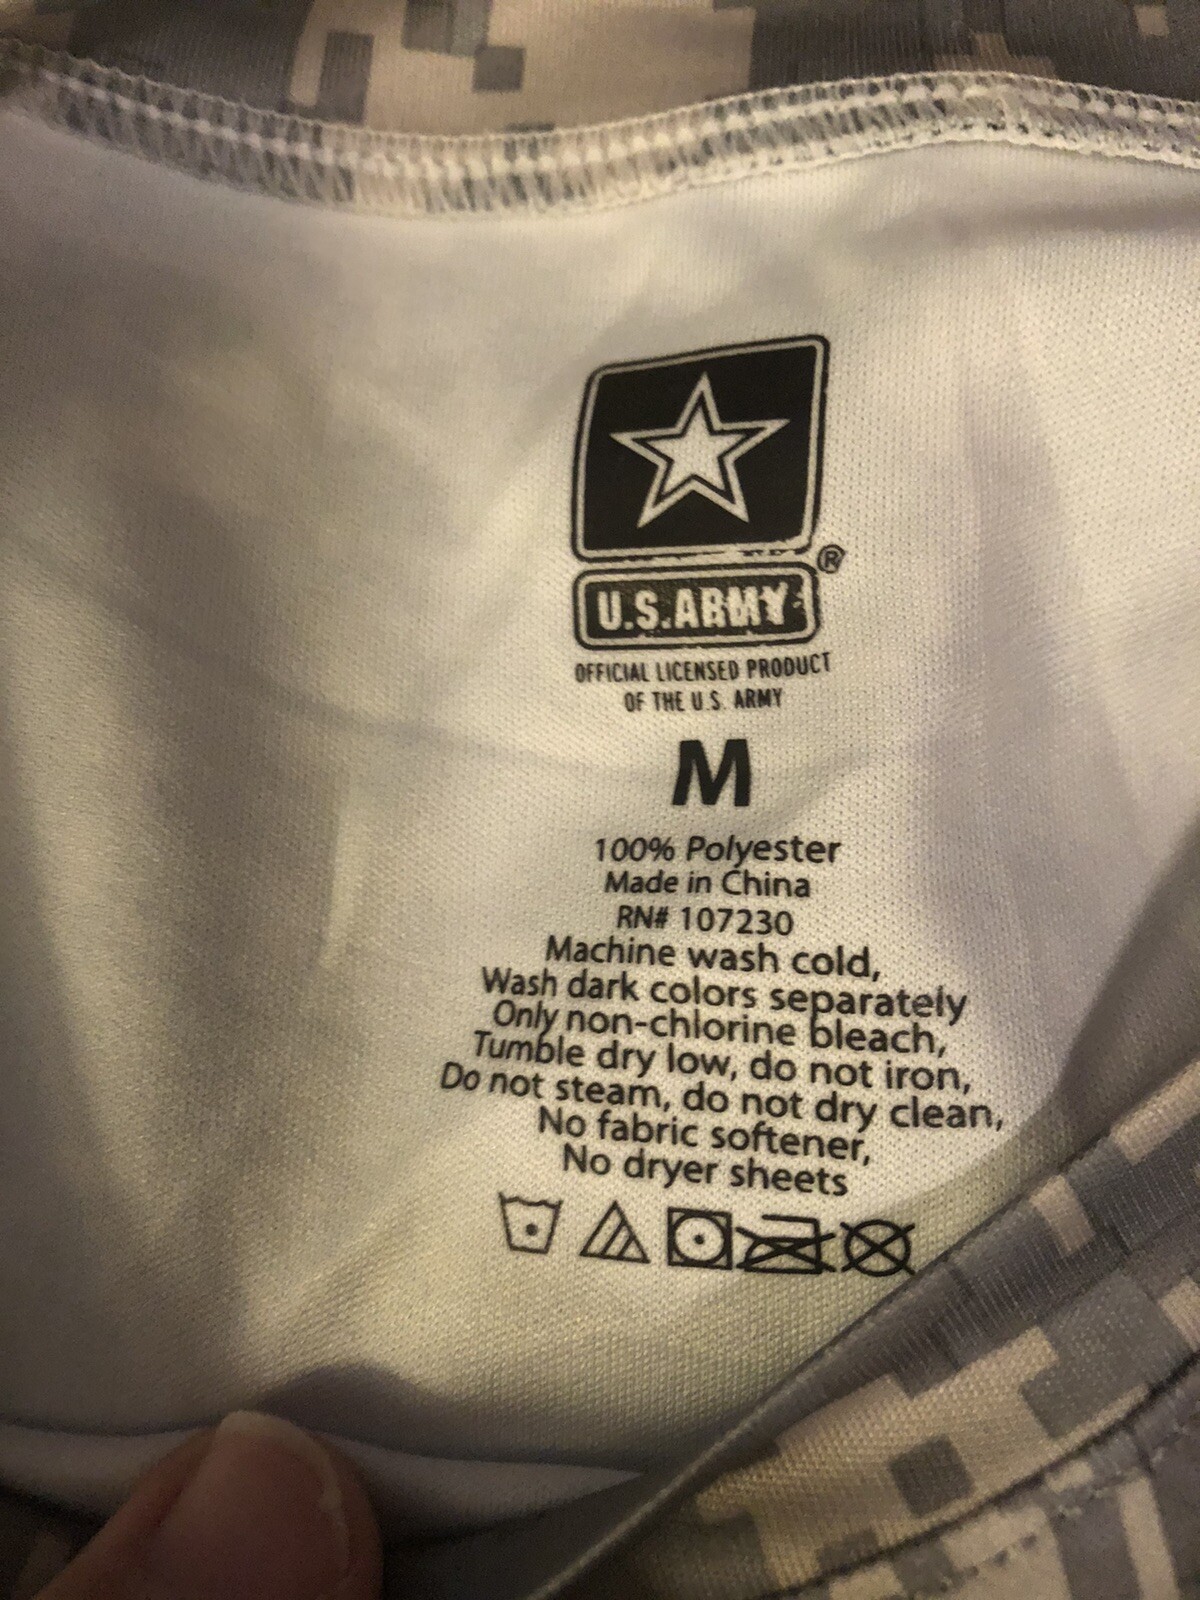 ®
U.S.ARMY
OFFICIAL LICENSED PRODUCT
OF THE U.S. ARMY
M
100% Polyester
Made in China
RN# 107230
Machine wash cold,
Wash dark colors separately
Only non-chlorine bleach,
Tumble dry low, do not iron,
Do not steam, do not dry clean,
No fabric softener,
No dryer sheets